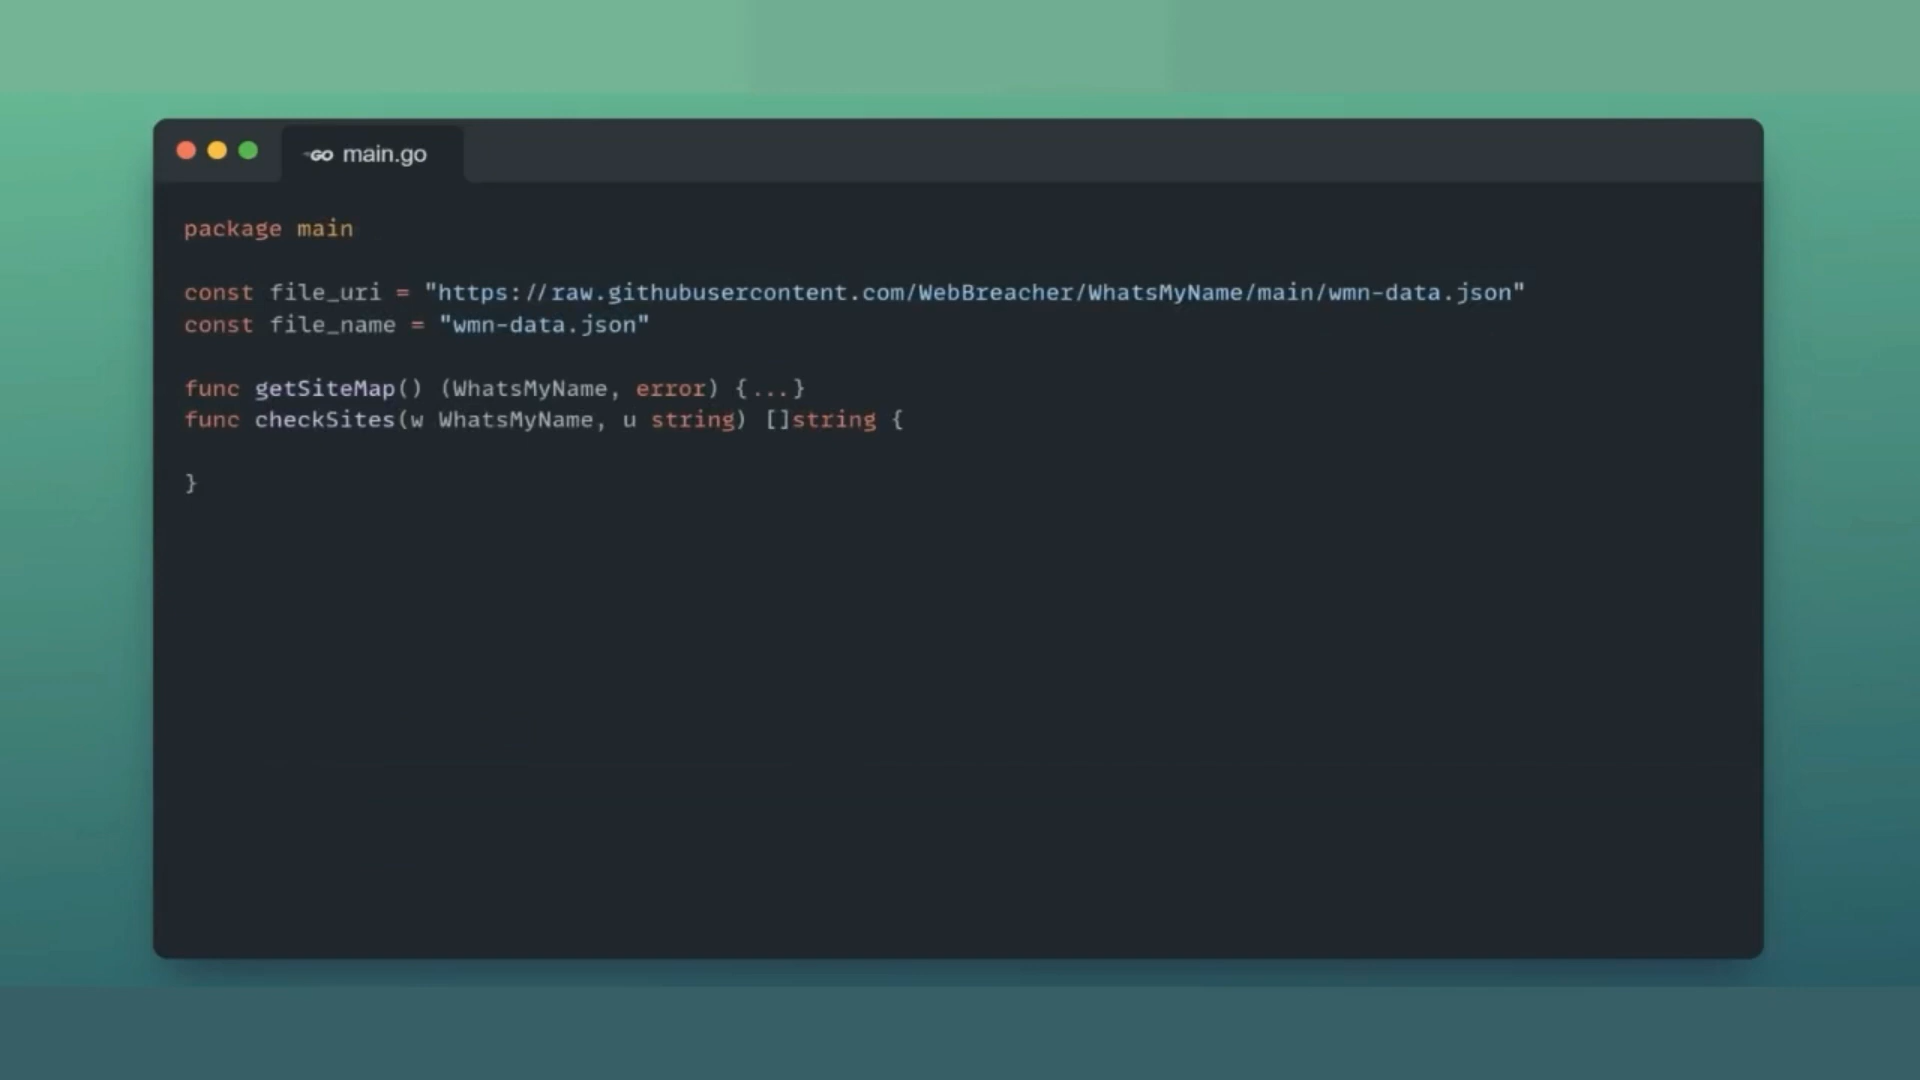 GO main.go
package main
const file_uri = "https://raw.githubusercontent.com/WebBreacher/WhatsMyName/main/wmn-data.json"
const file_name = "wmn-data.json"
func getSiteMap() (WhatsMyName, error) {...}
func checkSites(w WhatsMyName, u string) []string {
}